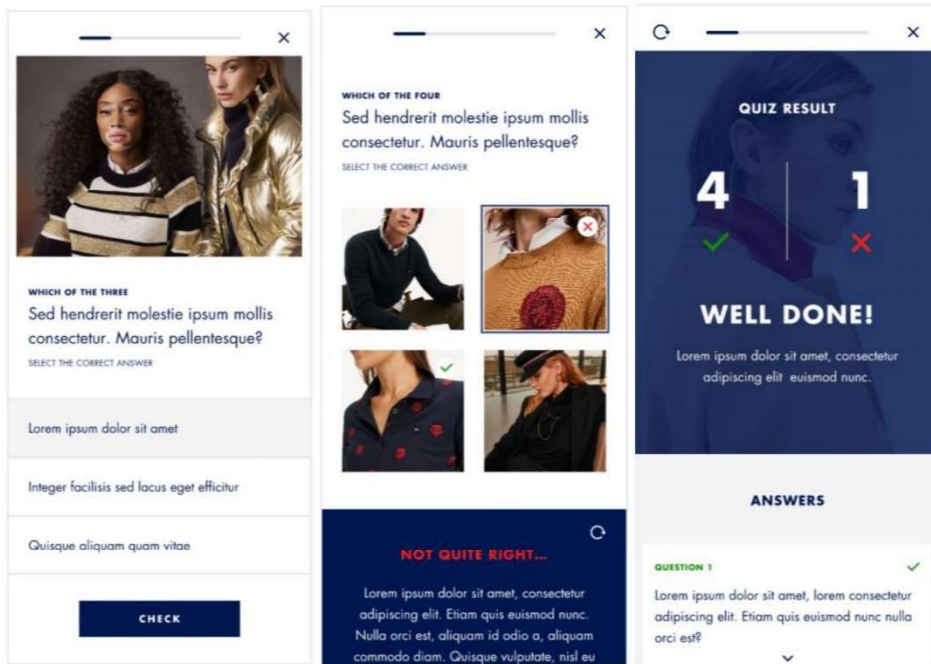 WHICH OF THE THREE
Sed hendrerit molestie ipsum mollis
consectetur. Mauris pellentesque?
SELECT THE CORRECT ANSWER
Lorem ipsum dolor sit amet
Integer facilisis sed lacus eget efficitur
Quisque aliquam quam vitae
CHECK
WHICH OF THE FOUR
Sed hendrerit molestie ipsum mollis
consectetur. Mauris pellentesque?
SELECT THE CORRECT ANSWER
NOT QUITE RIGHT...
Lorem ipsum dolor sit amet, consectetur
adipiscing elit. Etiam quis euismod nunc.
Nulla orci est, aliquam id odio a, aliquam
commodo diam. Quisque vulputate, nisl eu
QUIZ RESULT
4 1
WELL DONE!
Lorem ipsum dolor sit amet, consectetur
adipiscing elit euismod nunc.
ANSWERS
QUESTION 1
Lorem ipsum dolor sit amet, lorem consectetur
adipiscing elit. Etiam quis euismod nunc nulla
orci est?